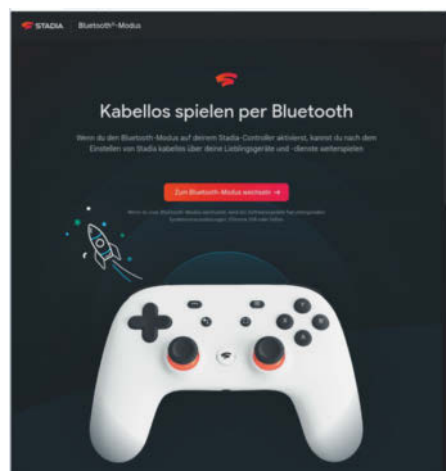 STADIA Bluetooth®-Modus
Kabellos spielen per Bluetooth
Wenn du den Bluetooth-Modus auf deinem Stadia-Controller aktivierst, kannst du nach dem
Einstellen von Stadia kabellos über deine Lieblingsgeräte und -dienste weiterspielen
Zum Bluetooth-Modus wechseln →
Y
X B
A